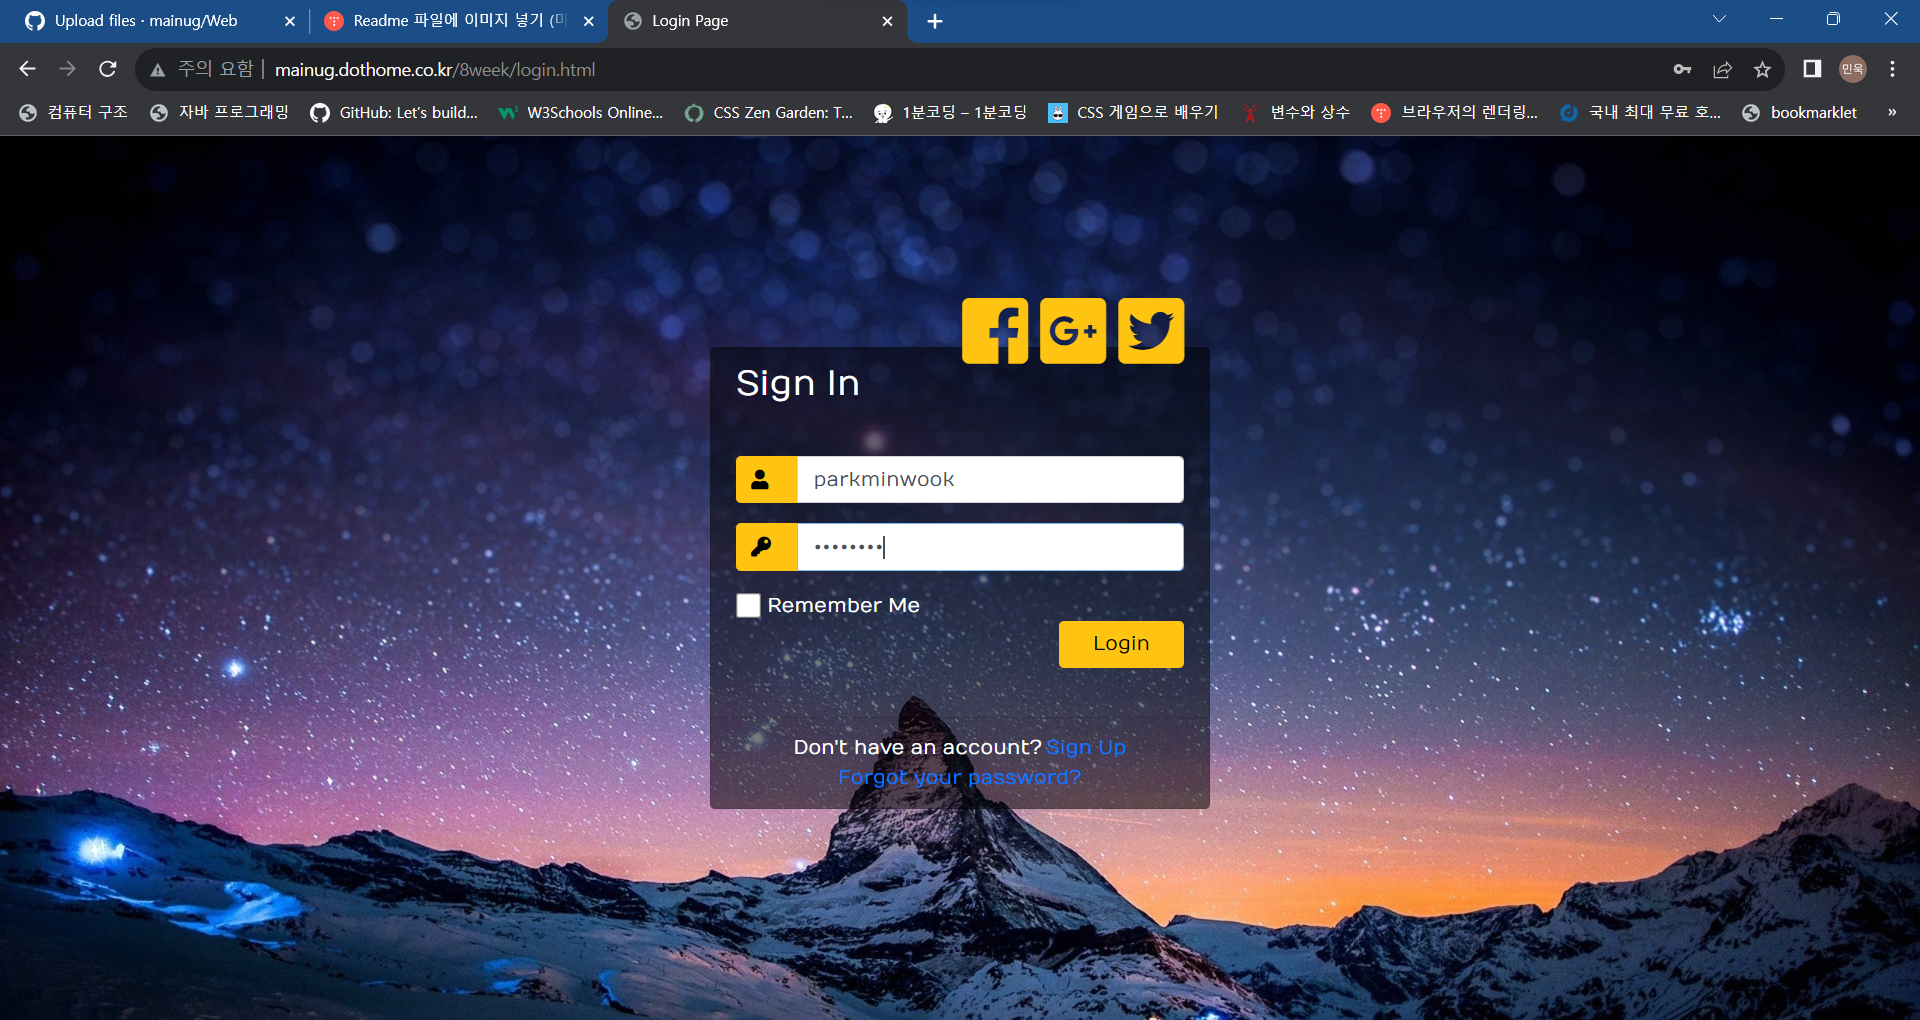 Upload files · mainug/Web
Readme 파일에 이미지 넣기 (
Login Page
주의 요함 | mainug.dothome.co.kr/8week/login.html
민욱
컴퓨터 구조
자바 프로그래밍
GitHub: Let's build...
W3Schools Online...
CSS Zen Garden: T...
1분코딩 – 1분코딩
CSS 게임으로 배우기
변수와 상수
브라우저의 렌더링...
국내 최대 무료 호...
bookmarklet
»
Sign In
parkminwook
••••••••
Remember Me
Login
Don't have an account? Sign Up
Forgot your password?